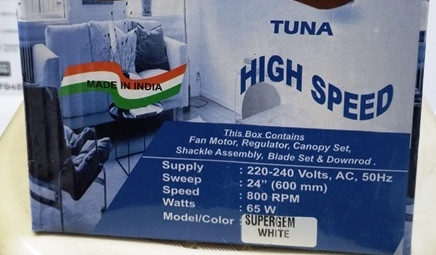 TUNA
HIGH SPEED
MADE IN INDIA
This Box Contains
Fan Motor, Regulator, Canopy Set,
Shackle Assembly, Blade Set & Downrod .
Supply : 220-240 Volts, AC, 50Hz
Sweep : 24" (600 mm)
Speed : 800 RPM
Watts : 65 W
Model/Color : SUPERGEM
WHITE